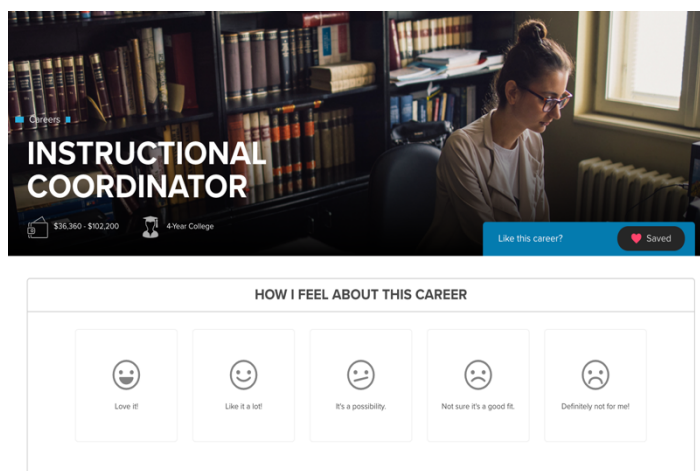 Careers
INSTRUCTIONAL
COORDINATOR
$36,360 - $102,200
4-Year College
Like this career?
Saved
HOW I FEEL ABOUT THIS CAREER
Love it!
Like it a lot!
It's a possibility.
Not sure it's a good fit.
Definitely not for me!